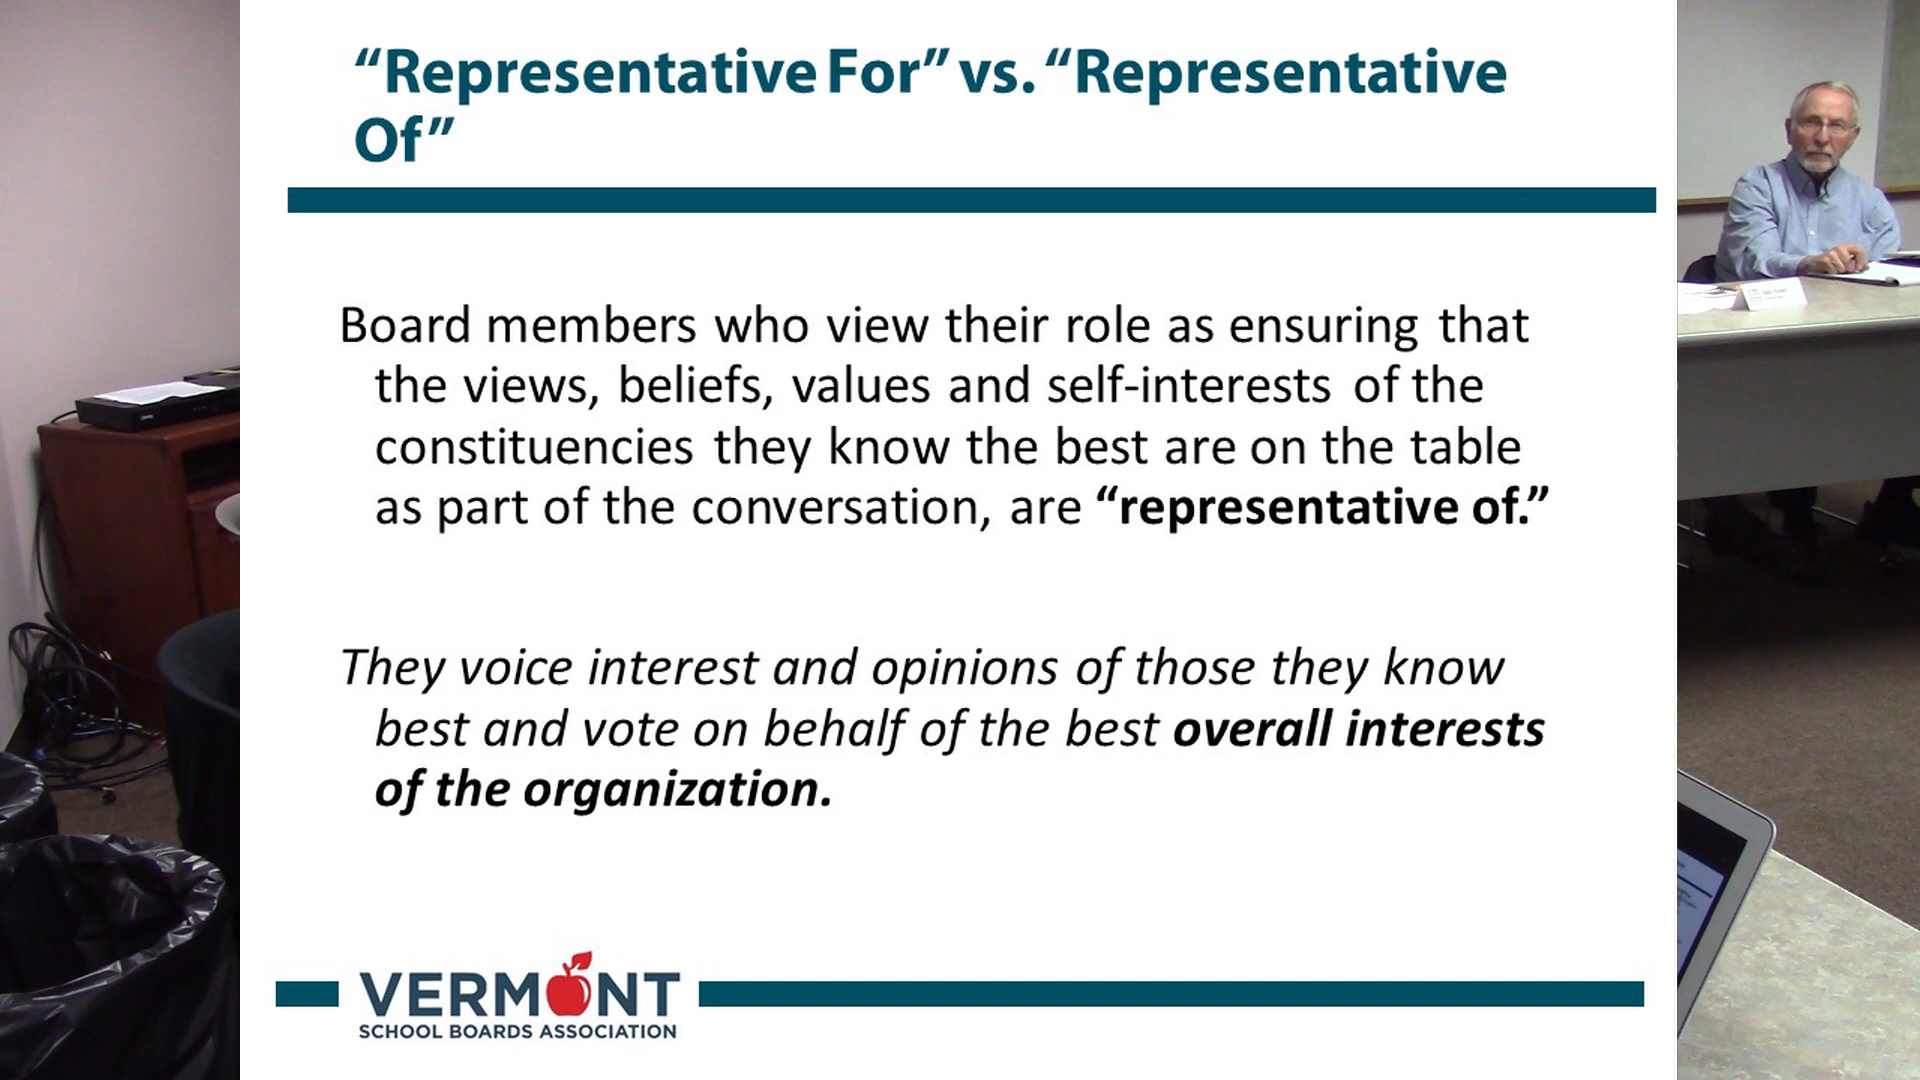 “Representative For” vs. “Representative
Of”
Board members who view their role as ensuring that
the views, beliefs, values and self-interests of the
constituencies they know the best are on the table
as part of the conversation, are “representative of.”
They voice interest and opinions of those they know
best and vote on behalf of the best overall interests
of the organization.
VERMONT
SCHOOL BOARDS ASSOCIATION